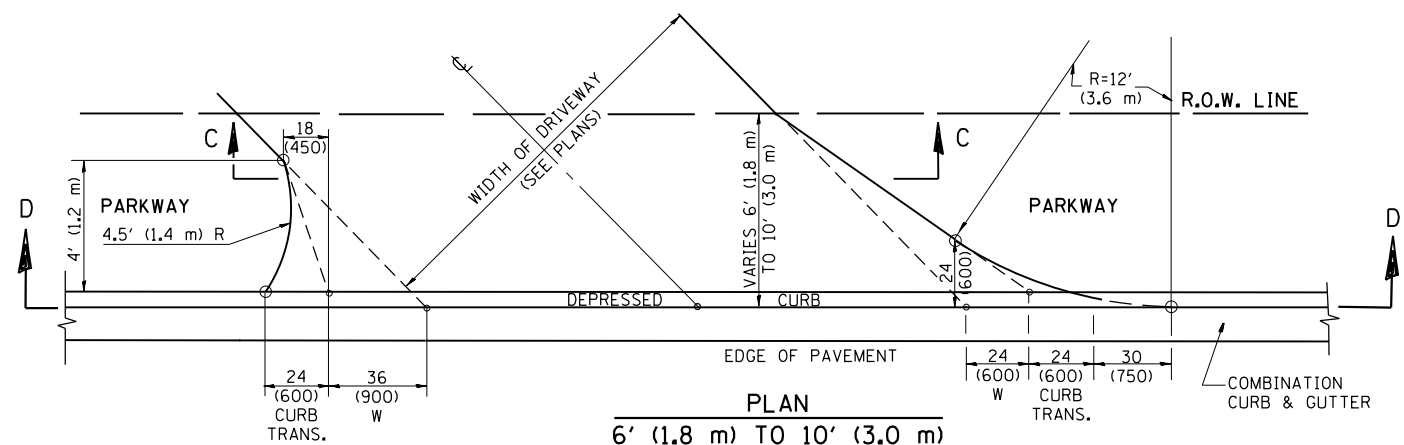 R=12'
(3.6 m)
R.O.W. LINE
℄
WIDTH OF DRIVEWAY
(SEE PLANS)
C
18
(450)
C
4' (1.2 m)
PARKWAY
4.5' (1.4 m) R
VARIES 6' (1.8 m)
TO 10' (3.0 m)
PARKWAY
D
D
24
(600)
DEPRESSED CURB
EDGE OF PAVEMENT
24
(600)
CURB
TRANS.
36
(900)
W
24
(600)
W
24
(600)
CURB
TRANS.
30
(750)
COMBINATION
CURB & GUTTER
PLAN
6' (1.8 m) TO 10' (3.0 m)